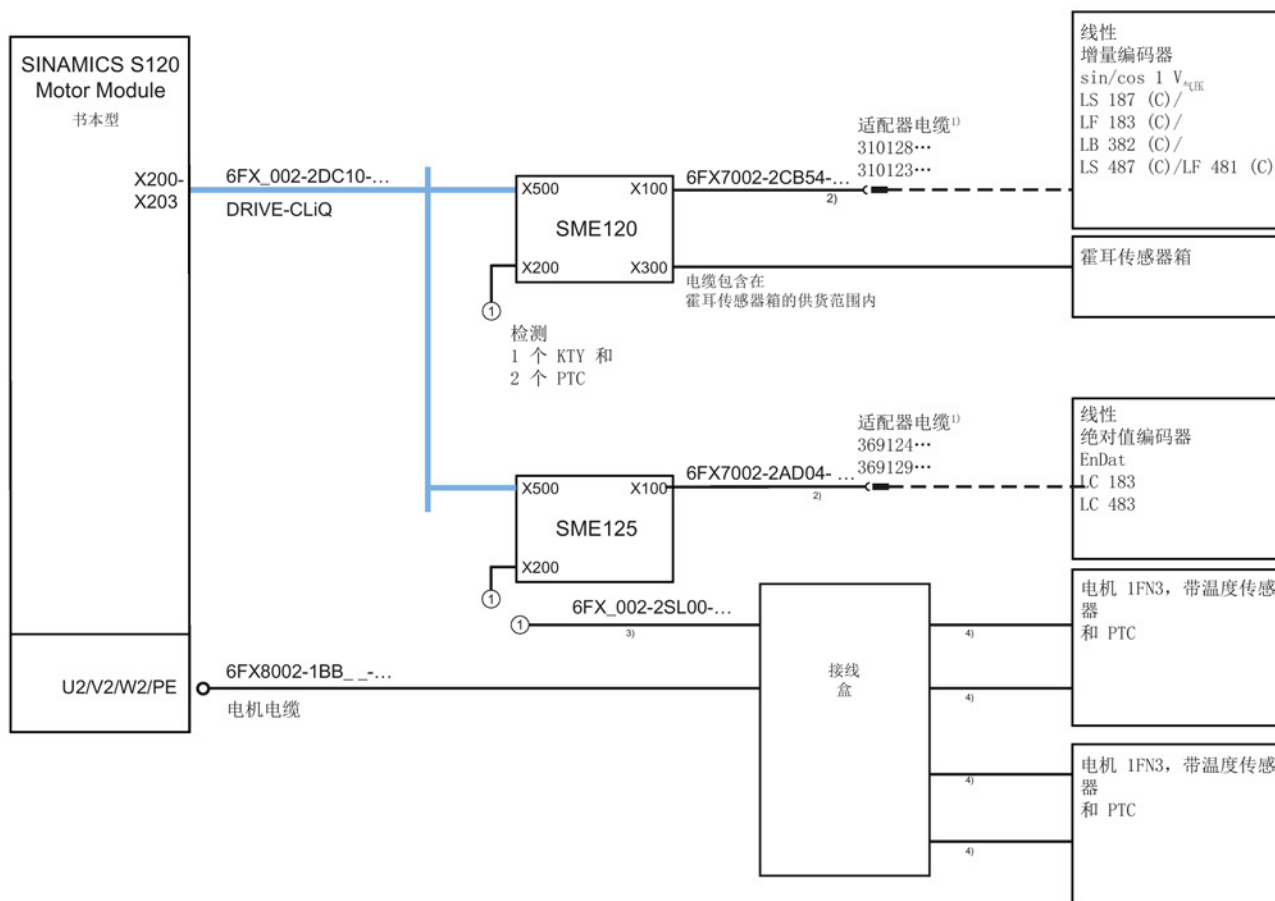 SINAMICS S120
Motor Module
书本型
X200-
X203
6FX_002-2DC10-...
DRIVE-CLiQ
X500
X100
SME120
X200
X300
1
检测
1 个 KTY 和
2 个 PTC
6FX7002-2CB54-...
2)
适配器电缆1)
310128…
310123…
电缆包含在
霍耳传感器箱的供货范围内
线性
增量编码器
sin/cos 1 V气压
LS 187 (C)/
LF 183 (C)/
LB 382 (C)/
LS 487 (C)/LF 481 (C)
霍耳传感器箱
X500
X100
SME125
X200
1
6FX7002-2AD04- ...
2)
适配器电缆1)
369124…
369129…
线性
绝对值编码器
EnDat
LC 183
LC 483
1
6FX_002-2SL00-...
3)
U2/V2/W2/PE
6FX8002-1BB_ _-...
电机电缆
接线
盒
4)
4)
4)
4)
电机 1FN3, 带温度传感
器
和 PTC
电机 1FN3, 带温度传感
器
和 PTC